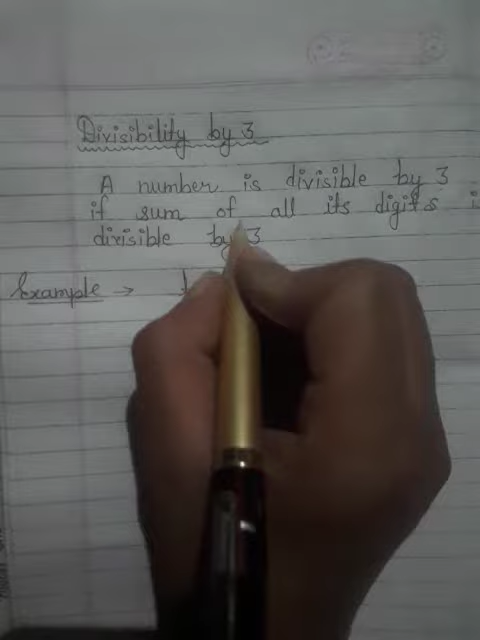 Divisibility by 3
A number is divisible by 3
if sum of all its digits i
divisible by 3
Example →